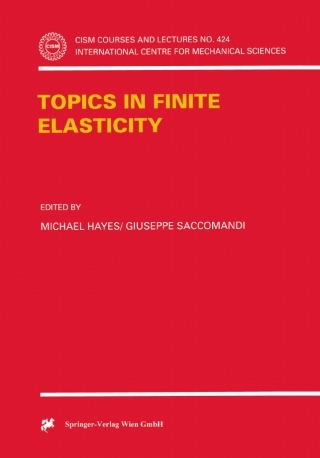 CISM
CISM COURSES AND LECTURES NO. 424
INTERNATIONAL CENTRE FOR MECHANICAL SCIENCES
TOPICS IN FINITE
ELASTICITY
EDITED BY
MICHAEL HAYES/ GIUSEPPE SACCOMANDI
Springer-Verlag Wien GmbH